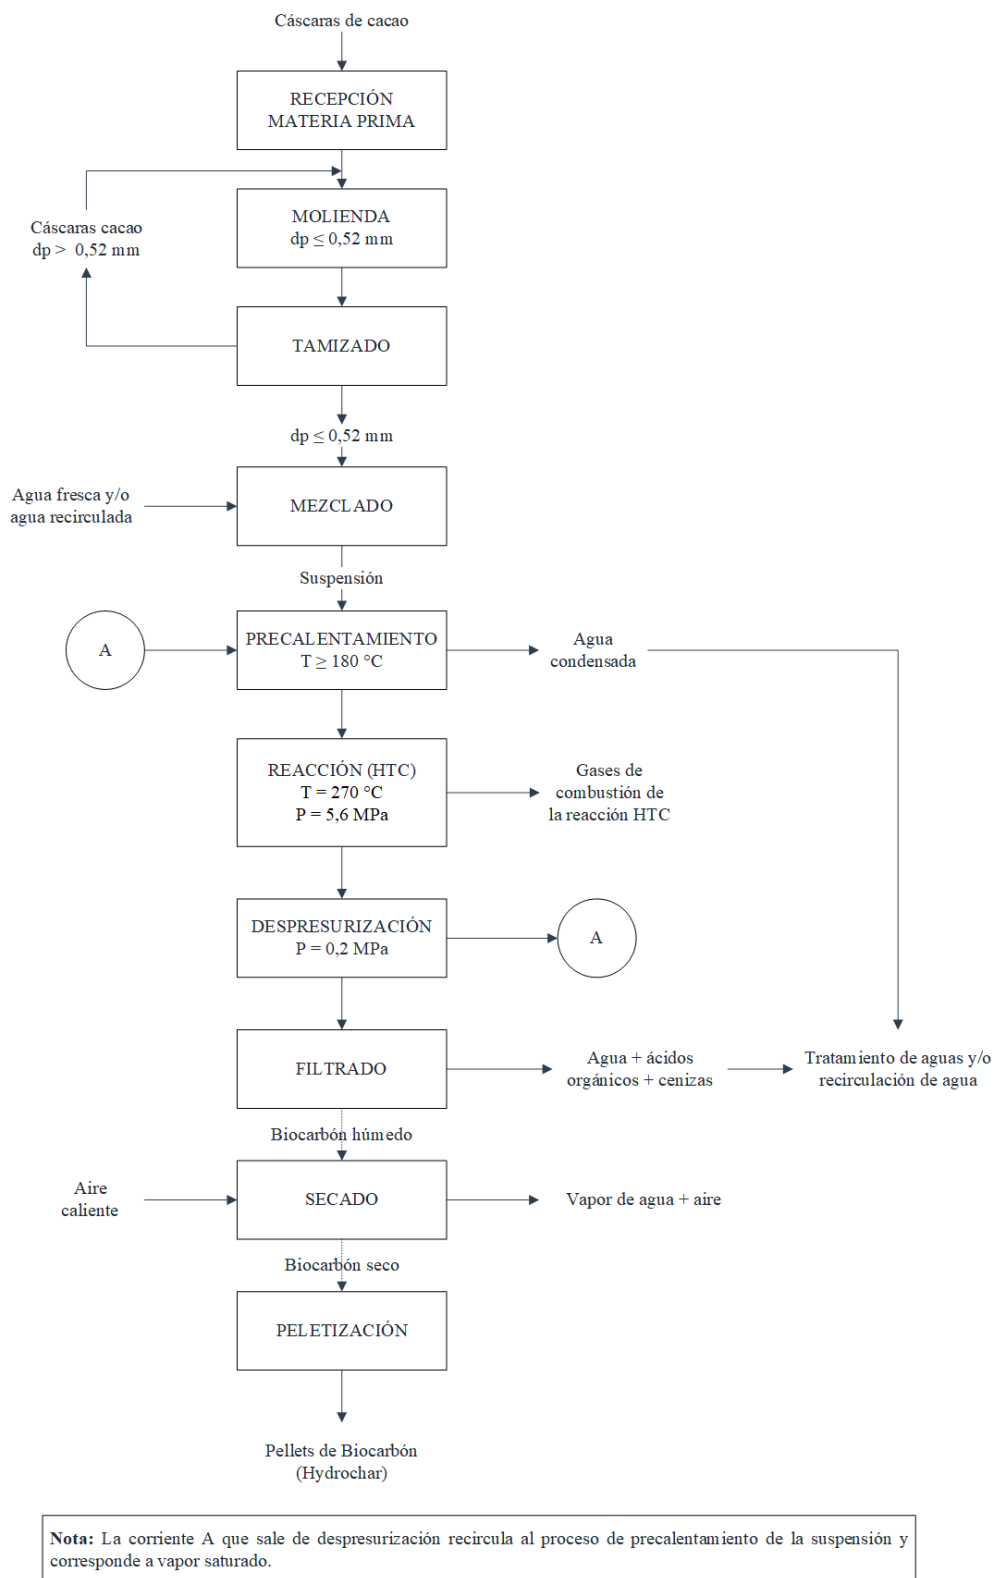 Cáscaras de cacao
RECEPCIÓN
MATERIA PRIMA
MOLIENDA
dp ≤ 0,52 mm
Cáscaras cacao
dp > 0,52 mm
TAMIZADO
dp ≤ 0,52 mm
Agua fresca y/o
agua recirculada
MEZCLADO
Suspensión
A
PRECALENTAMIENTO
T ≥ 180 °C
Agua
condensada
REACCIÓN (HTC)
T = 270 °C
P = 5,6 MPa
Gases de
combustión de
la reacción HTC
DESPRESURIZACIÓN
P = 0,2 MPa
A
FILTRADO
Agua + ácidos
orgánicos + cenizas
Tratamiento de aguas y/o
recirculación de agua
Biocarbón húmedo
Aire
caliente
SECADO
Vapor de agua + aire
Biocarbón seco
PELETIZACIÓN
Pellets de Biocarbón
(Hydrochar)
Nota: La corriente A que sale de despresurización recircula al proceso de precalentamiento de la suspensión y
corresponde a vapor saturado.